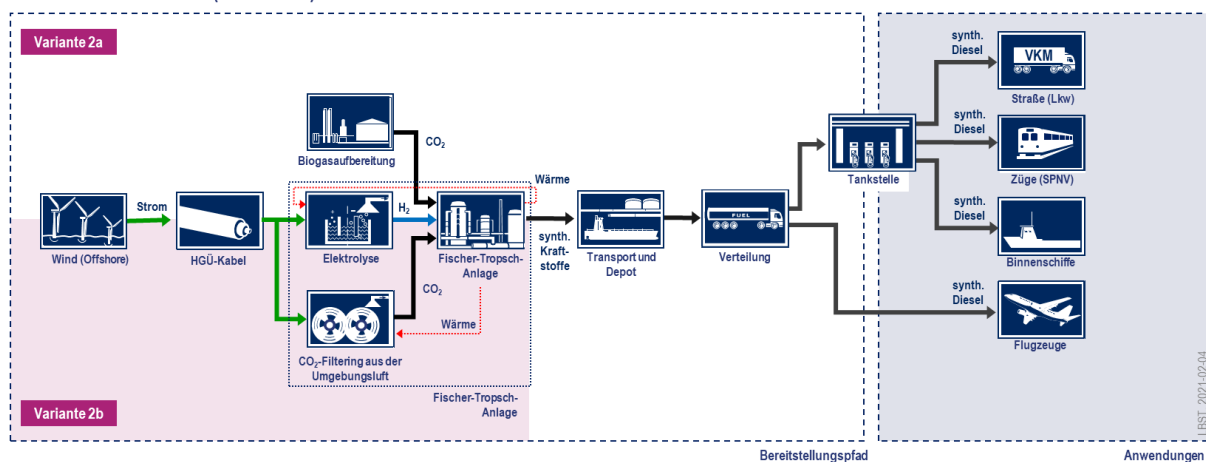 Variante 2a
synth.
Diesel
VKM
Straße (Lkw)
CO₂
Biogasaufbereitung
synth.
Diesel
Züge (SPNV)
Tankstelle
Wärme
Strom
H₂
FUEL
synth.
Diesel
Wind (Offshore)
HGÜ-Kabel
Elektrolyse
Fischer-Tropsch-
Anlage
synth.
Kraft-
stoffe
Transport und
Depot
Verteilung
Binnenschiffe
CO₂
Wärme
synth.
Diesel
Flugzeuge
CO₂-Filtering aus der
Umgebungsluft
Fischer-Tropsch-
Anlage
Variante 2b
LBST, 2021-02-04
Bereitstellungspfad
Anwendungen